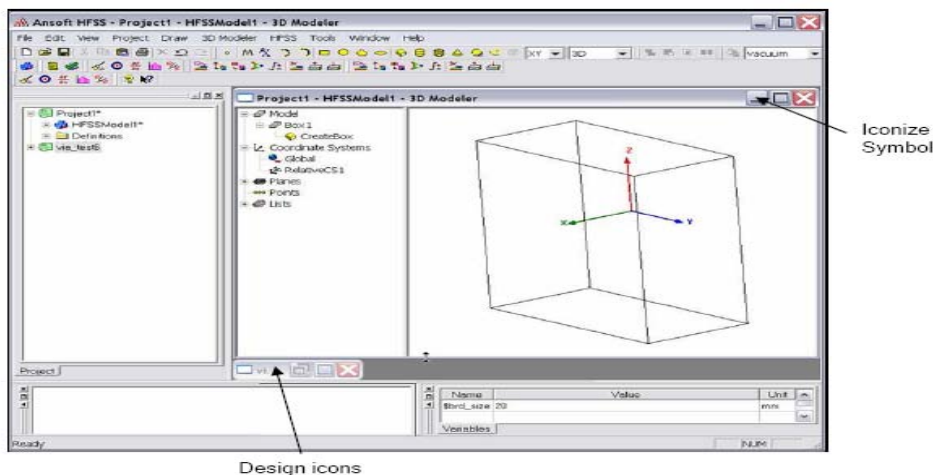 Ansoft HFSS - Project1 - HFSSModel1 - 3D Modeler
File Edit View Project Draw 3D Modeler HFSS Tools Window Help
XY 3D vacuum
Project1*
HFSSModel1*
Definitions
via_test6
Project
Project1 - HFSSModel1 - 3D Modeler
Model
Box1
CreateBox
Coordinate Systems
Global
RelativeCS1
Planes
Points
Lists
Z
X
Y
Iconize
Symbol
Name Value Unit
$brd_size 20 mm
Variables
Ready
NUM
Design icons